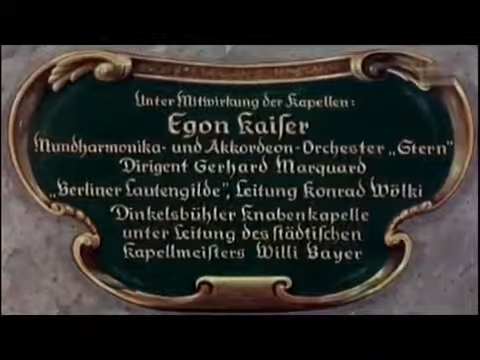 Unter Mitwirkung der Kapellen:
Egon Kaiſer
Mundharmonika- und Akkordeon-Orcheſter „Stern”
Dirigent Gerhard Marquard
„Berliner Lautengilde”, Leitung Konrad Wölki
Dinkelsbühler Knabenkapelle
unter Leitung des ſtädtiſchen
Kapellmeiſters Willi Bayer